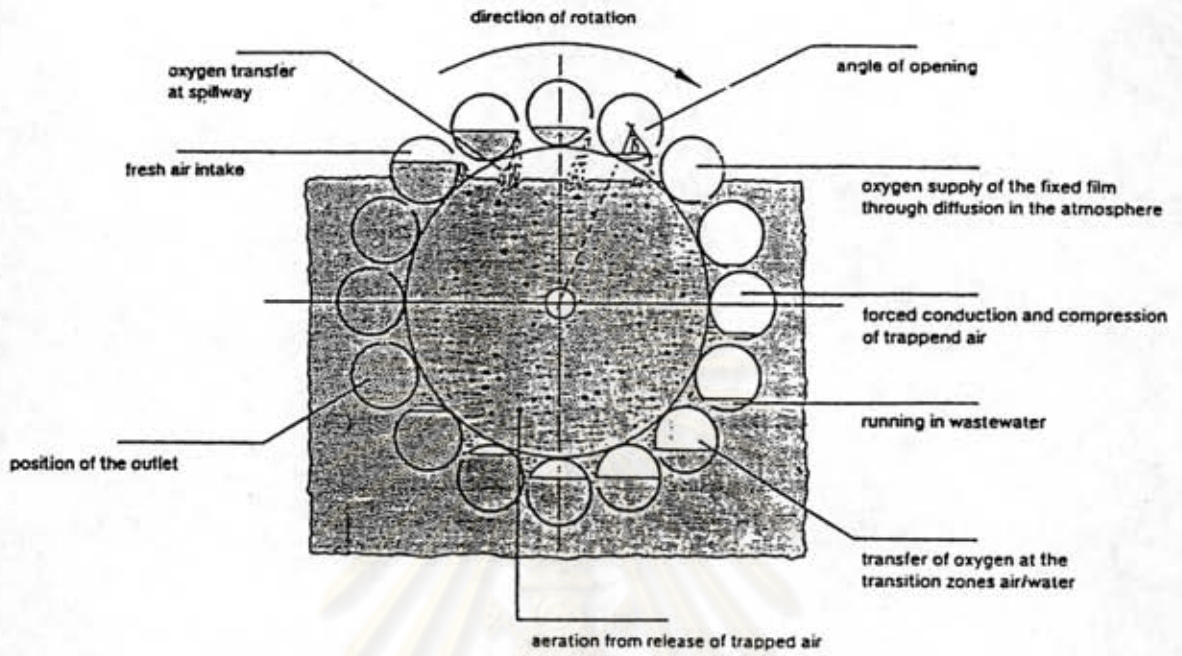 direction of rotation
oxygen transfer
at spillway
angle of opening
fresh air intake
oxygen supply of the fixed film
through diffusion in the atmosphere
forced conduction and compression
of trappend air
running in wastewater
position of the outlet
transfer of oxygen at the
transition zones air/water
aeration from release of trapped air